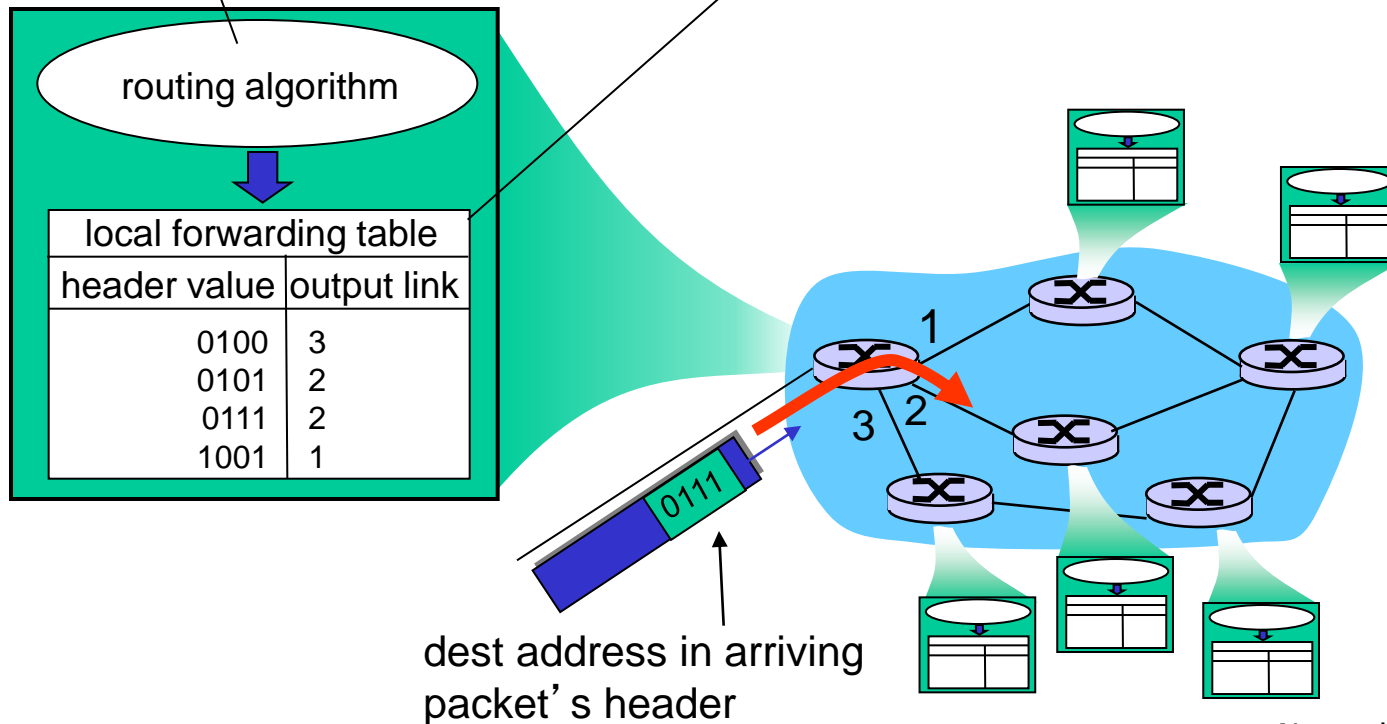 routing algorithm
local forwarding table
header value output link
0100 3
0101 2
0111 2
1001 1
1
2
3
0111
dest address in arriving
packet’s header